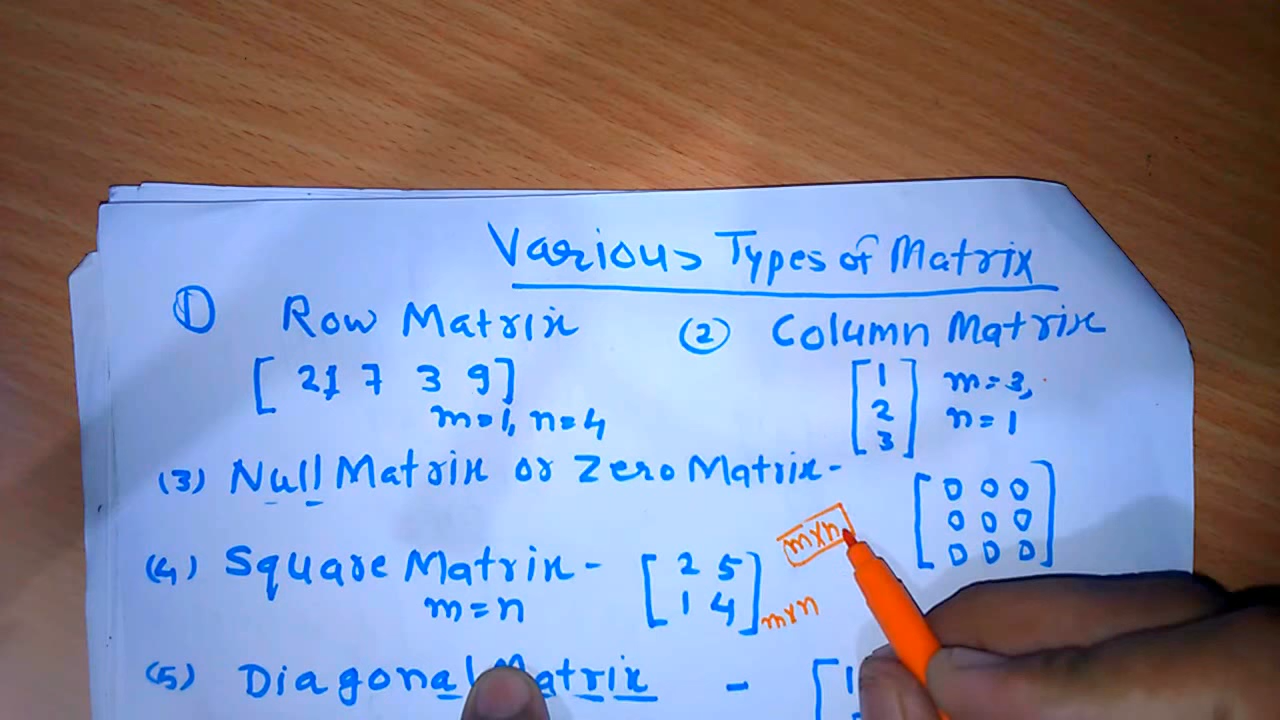 Various Types of Matrix
① Row Matrix
[ 21 7 3 9 ]
m=1, n=4
(2) Column Matrix
[ 1
2
3 ]
m=3,
n=1
(3) Null Matrix or Zero Matrix-
[ 0 0 0
0 0 0
0 0 0 ]
(4) Square Matrix-
m=n
[ 2 5
1 4 ] m×n
m×n
(5) Diagonal Matrix -
[ 1